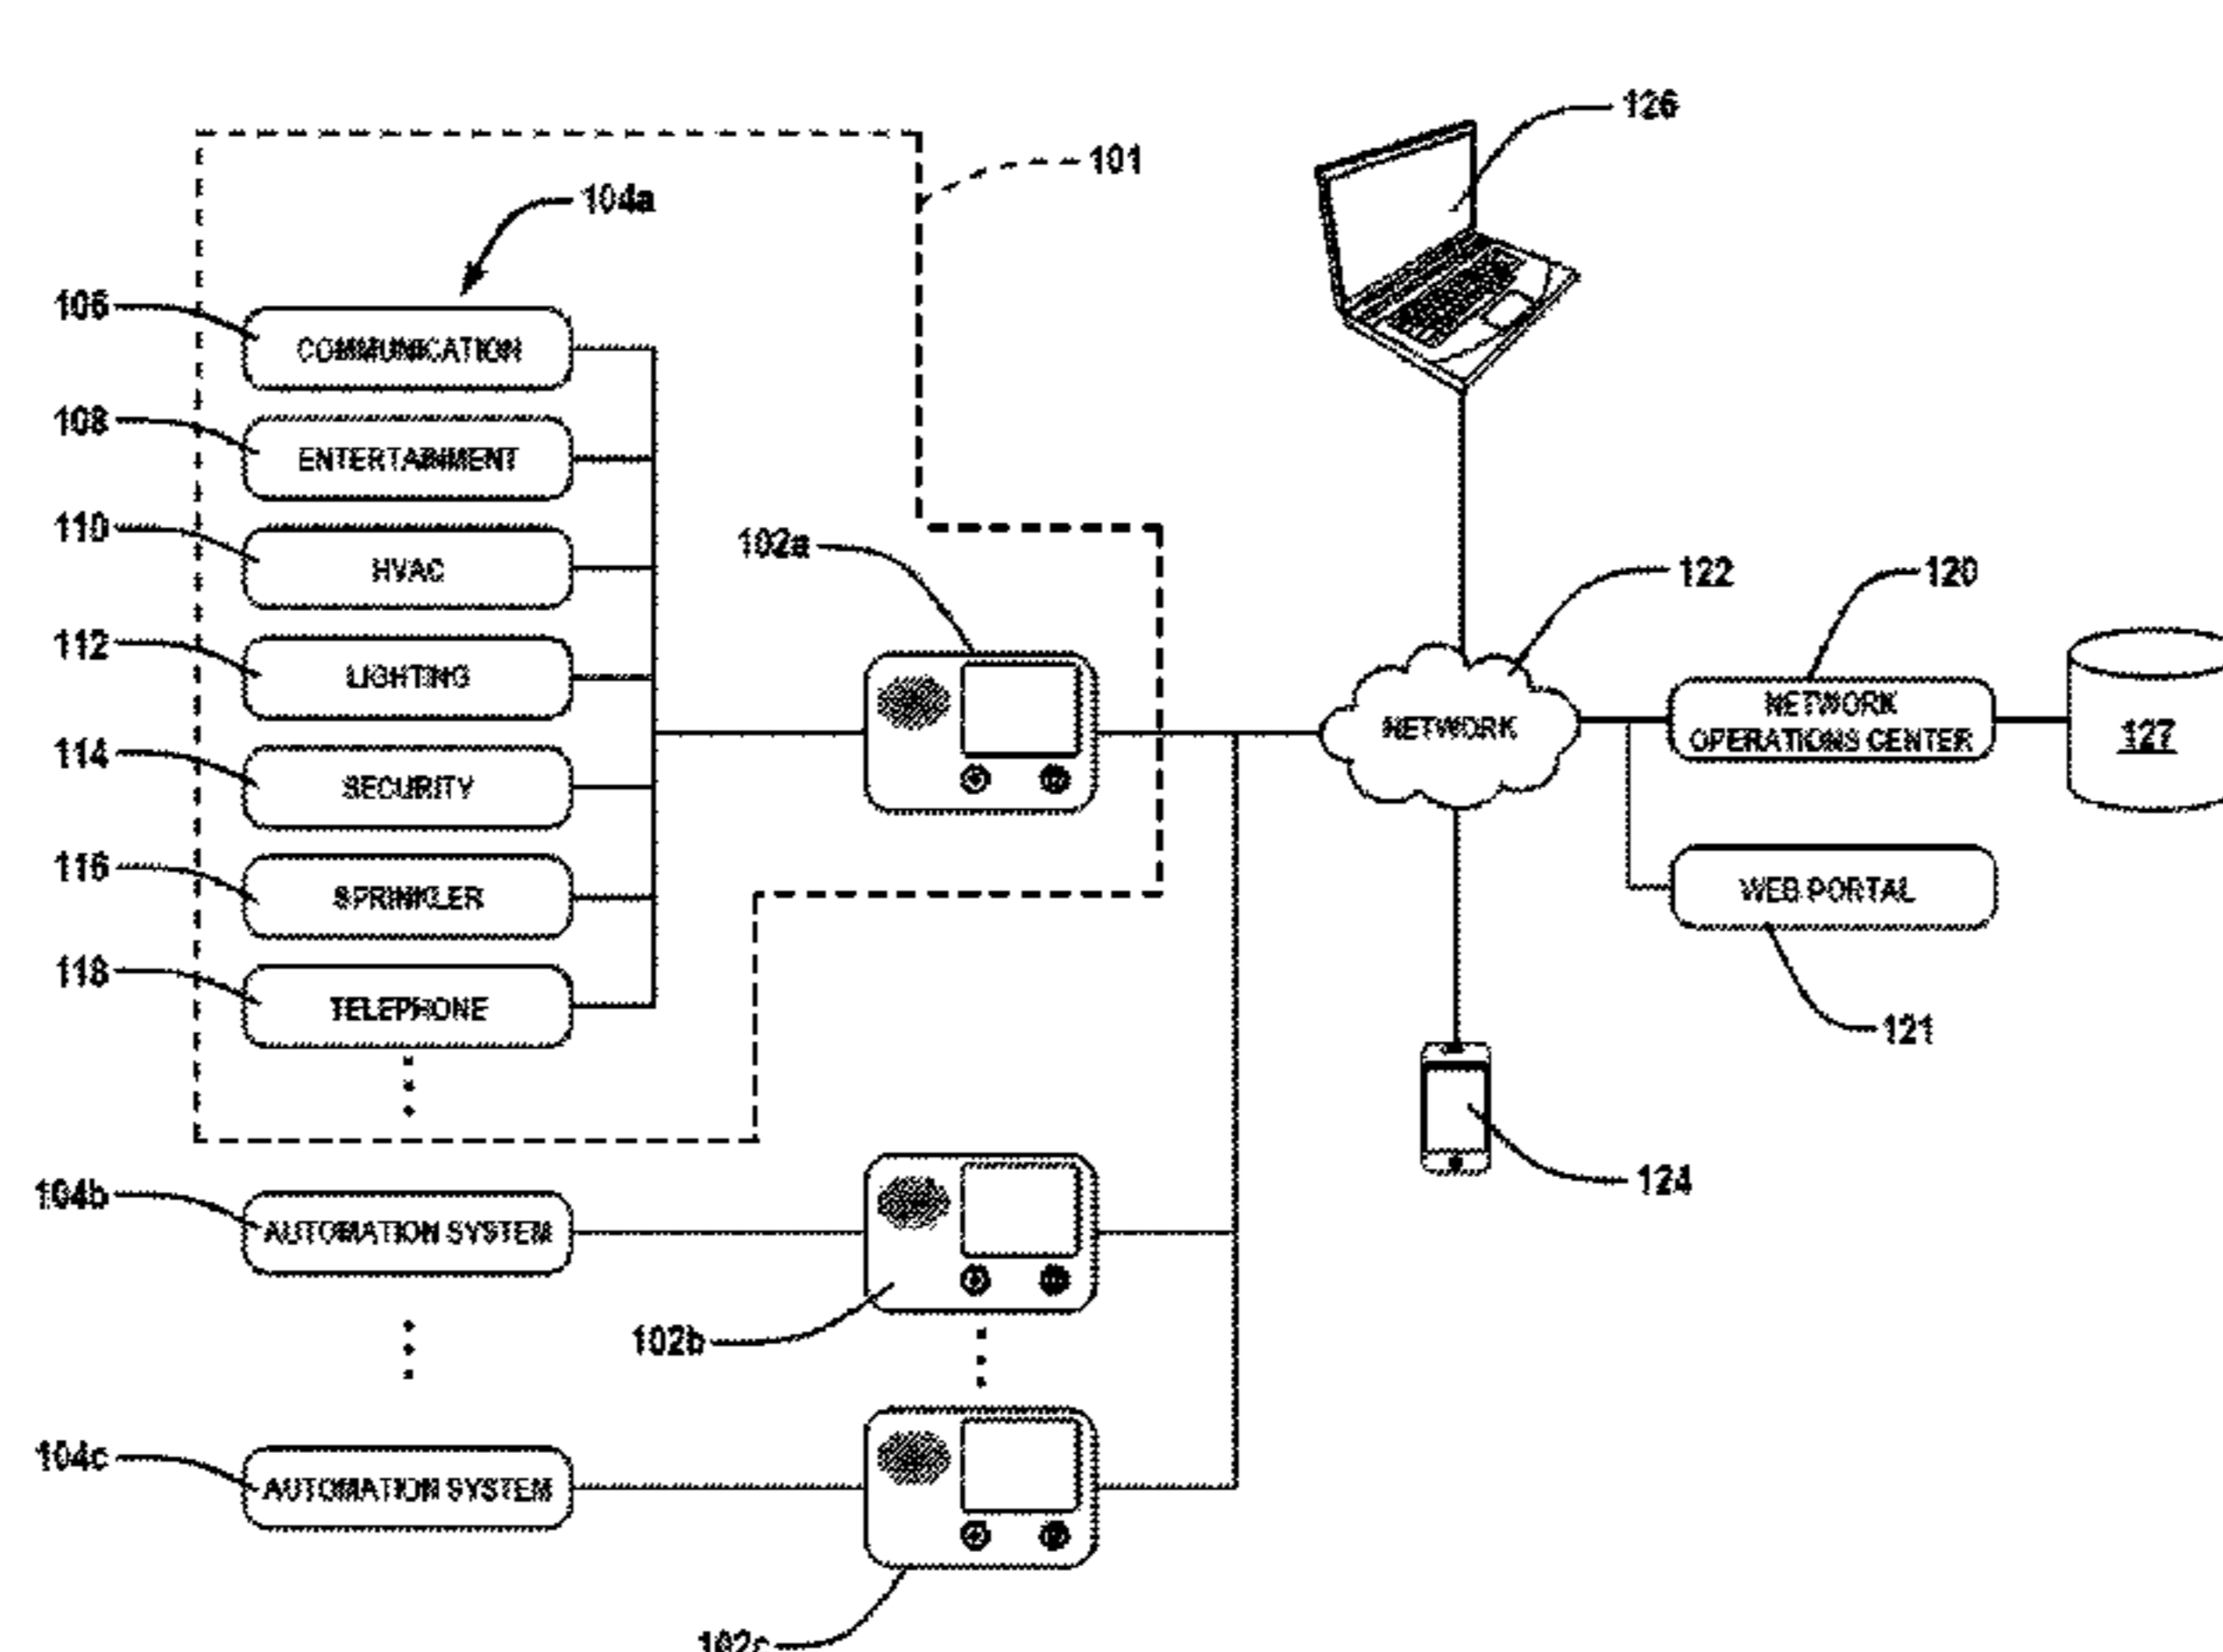 126
101
104a
106
COMMUNICATION
108
ENTERTAINMENT
110
HVAC
102a
122
120
112
LIGHTING
NETWORK
NETWORK
OPERATIONS CENTER
127
114
SECURITY
116
SPRINKLER
WEB PORTAL
118
TELEPHONE
121
124
104b
AUTOMATION SYSTEM
102b
104c
AUTOMATION SYSTEM
102c